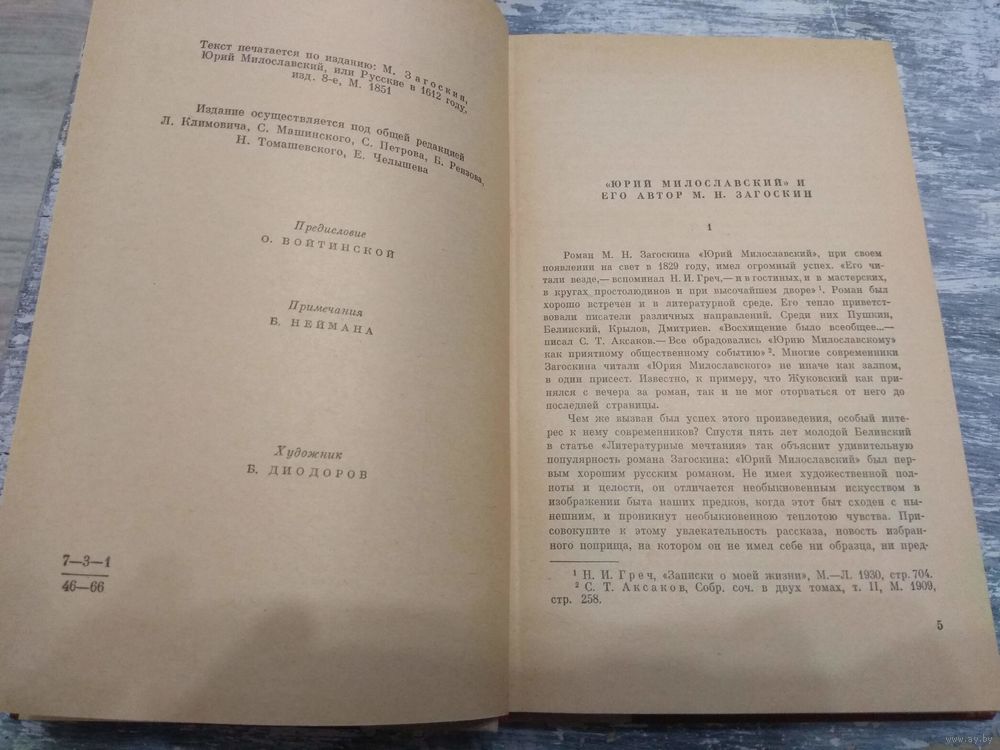 Текст печатается по изданию: М. Загоскин,
Юрий Милославский, или Русские в 1612 году,
изд. 8-е, М. 1851
Издание осуществляется под общей редакцией
Л. Климовича, С. Машинского, С. Петрова, Б. Реизова,
Н. Томашевского, Е. Челышева
Предисловие
О. ВОЙТИНСКОЙ
Примечания
Б. НЕЙМАНА
Художник
Б. ДИОДОРОВ
7—3—1
46—66
«ЮРИЙ МИЛОСЛАВСКИЙ» И
ЕГО АВТОР М. Н. ЗАГОСКИН
1
Роман М. Н. Загоскина «Юрий Милославский», при своем
появлении на свет в 1829 году, имел огромный успех. «Его чи-
тали везде,— вспоминал Н. И. Греч,— и в гостиных, и в мастерских,
в кругах простолюдинов и при высочайшем дворе» ¹. Роман был
хорошо встречен и в литературной среде. Его тепло приветст-
вовали писатели различных направлений. Среди них Пушкин,
Белинский, Крылов, Дмитриев. «Восхищение было всеобщее...—
писал С. Т. Аксаков.— Все обрадовались «Юрию Милославскому»
как приятному общественному событию» ². Многие современники
Загоскина читали «Юрия Милославского» не иначе как залпом,
в один присест. Известно, к примеру, что Жуковский как при-
нялся с вечера за роман, так и не мог оторваться от него до
последней страницы.
Чем же вызван был успех этого произведения, особый инте-
рес к нему современников? Спустя пять лет молодой Белинский
в статье «Литературные мечтания» так объяснит удивительную
популярность романа Загоскина: «Юрий Милославский» был пер-
вым хорошим русским романом. Не имея художественной пол-
ноты и целости, он отличается необыкновенным искусством в
изображении быта наших предков, когда этот быт сходен с ны-
нешним, и проникнут необыкновенною теплотою чувства. При-
совокупите к этому увлекательность рассказа, новость избран-
ного поприща, на котором он не имел себе ни образца, ни пред-
¹ Н. И. Греч, «Записки о моей жизни», М.—Л. 1930, стр. 704.
² С. Т. Аксаков, Собр. соч. в двух томах, т. II, М. 1909,
стр. 258.
5
www.ay.by